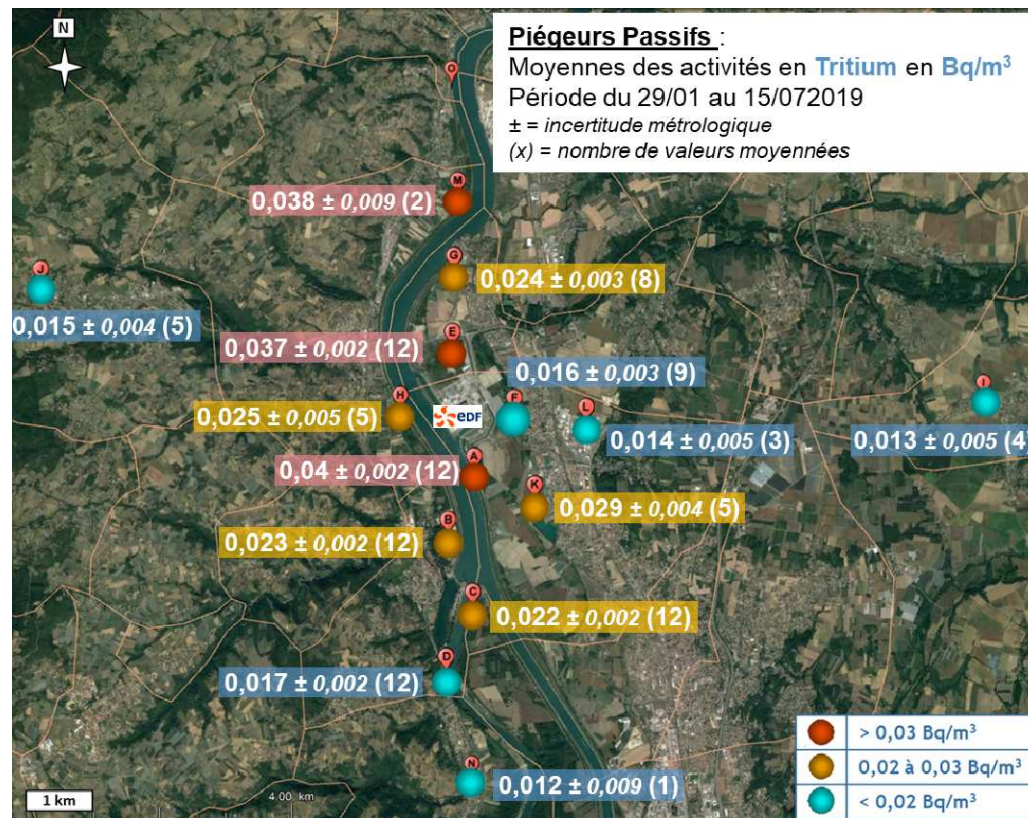 N
Piégeurs Passifs :
Moyennes des activités en Tritium en Bq/m³
Période du 29/01 au 15/072019
± = incertitude métrologique
(x) = nombre de valeurs moyennées
O
M
0,038 ± 0,009 (2)
G
0,024 ± 0,003 (8)
J
0,015 ± 0,004 (5)
E
0,037 ± 0,002 (12)
0,016 ± 0,003 (9)
H
0,025 ± 0,005 (5)
EDF
F
L
0,014 ± 0,005 (3)
I
0,013 ± 0,005 (4)
A
0,04 ± 0,002 (12)
K
0,029 ± 0,004 (5)
B
0,023 ± 0,002 (12)
C
0,022 ± 0,002 (12)
D
0,017 ± 0,002 (12)
N
0,012 ± 0,009 (1)
1 km
4.00 km
> 0,03 Bq/m³
0,02 à 0,03 Bq/m³
< 0,02 Bq/m³